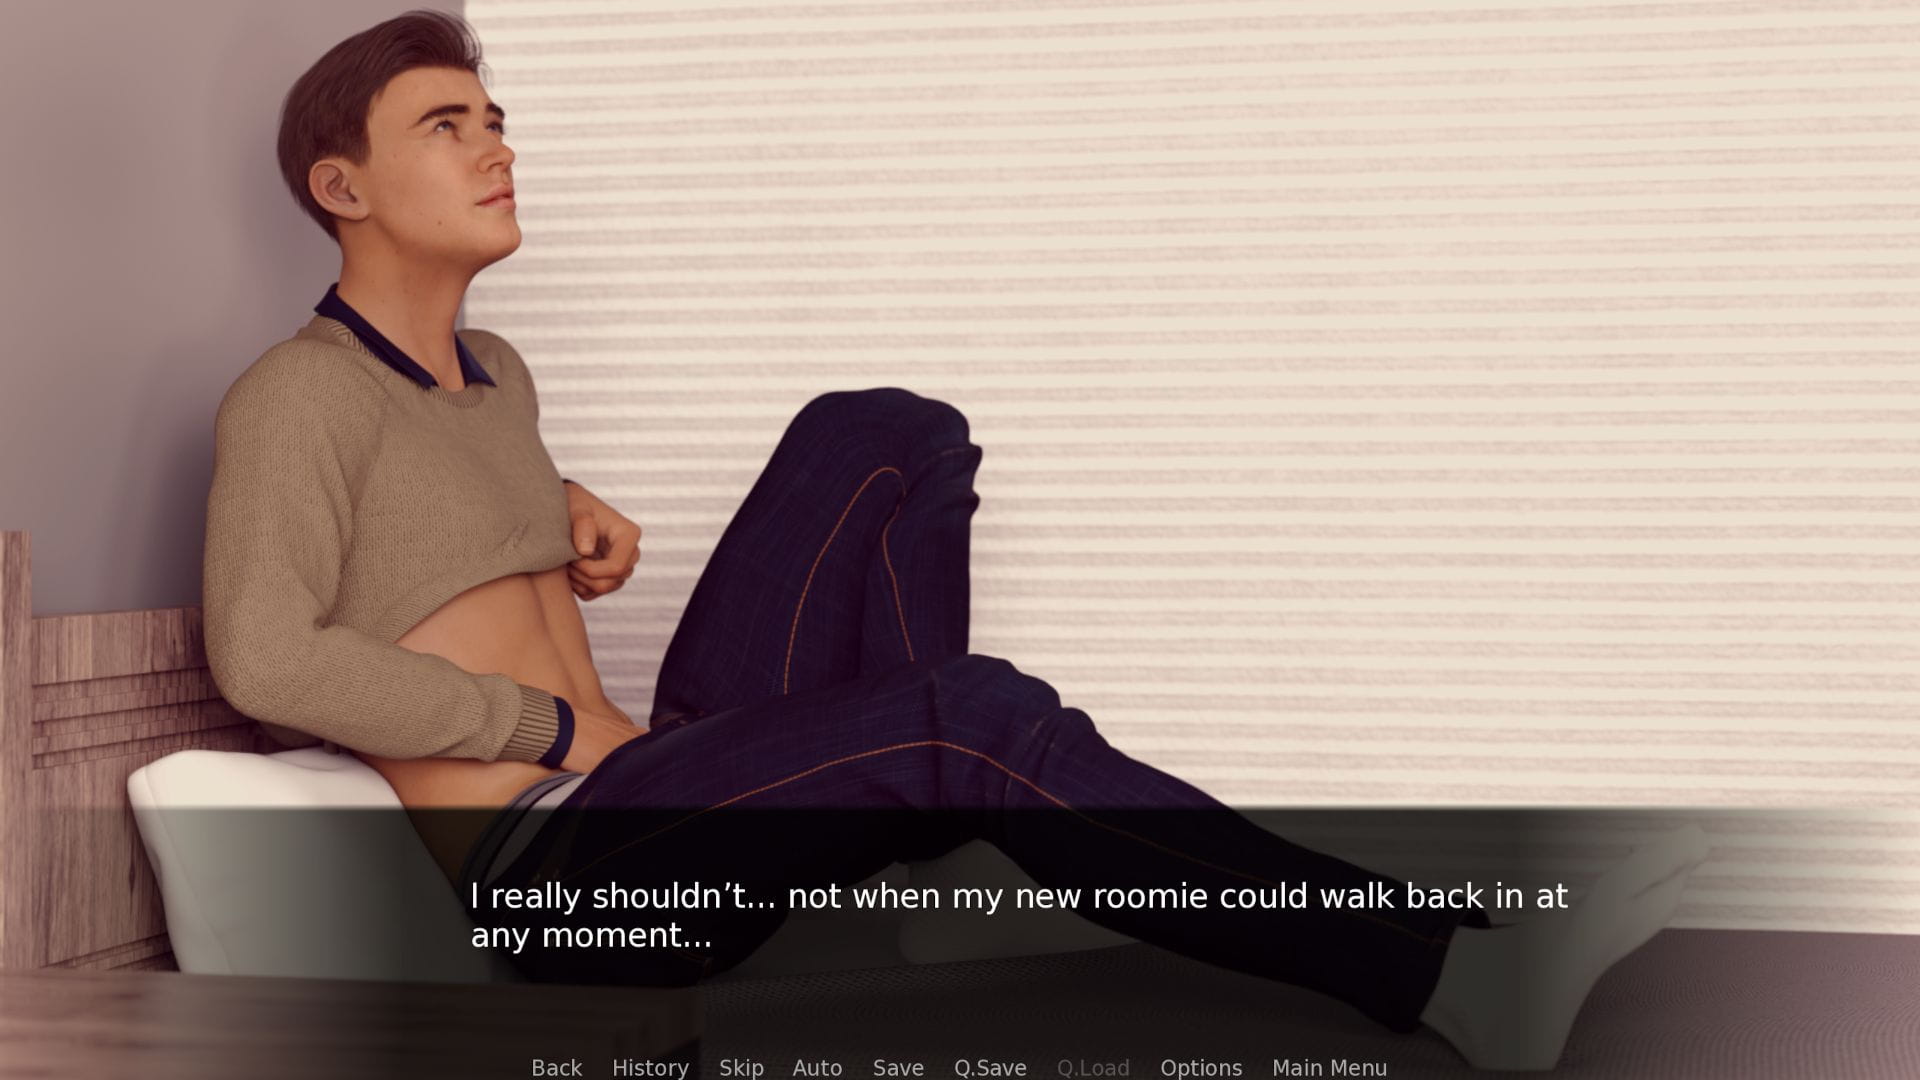 I really shouldn’t... not when my new roomie could walk back in at
any moment...
Back History Skip Auto Save Q.Save Q.Load Options Main Menu